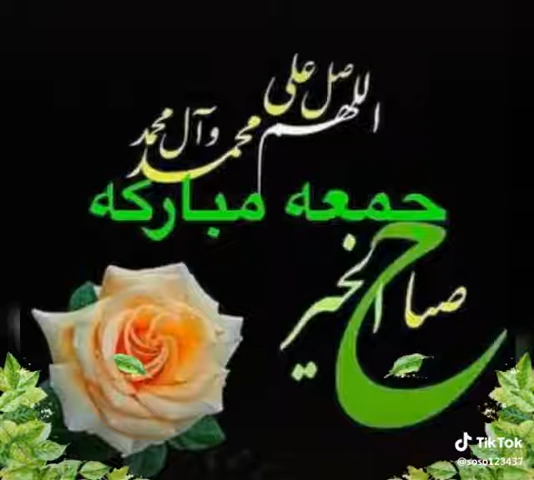 اللهم صل على
محمد وآل محمد
جمعه مباركه
صباح الخير
TikTok
@soso123437